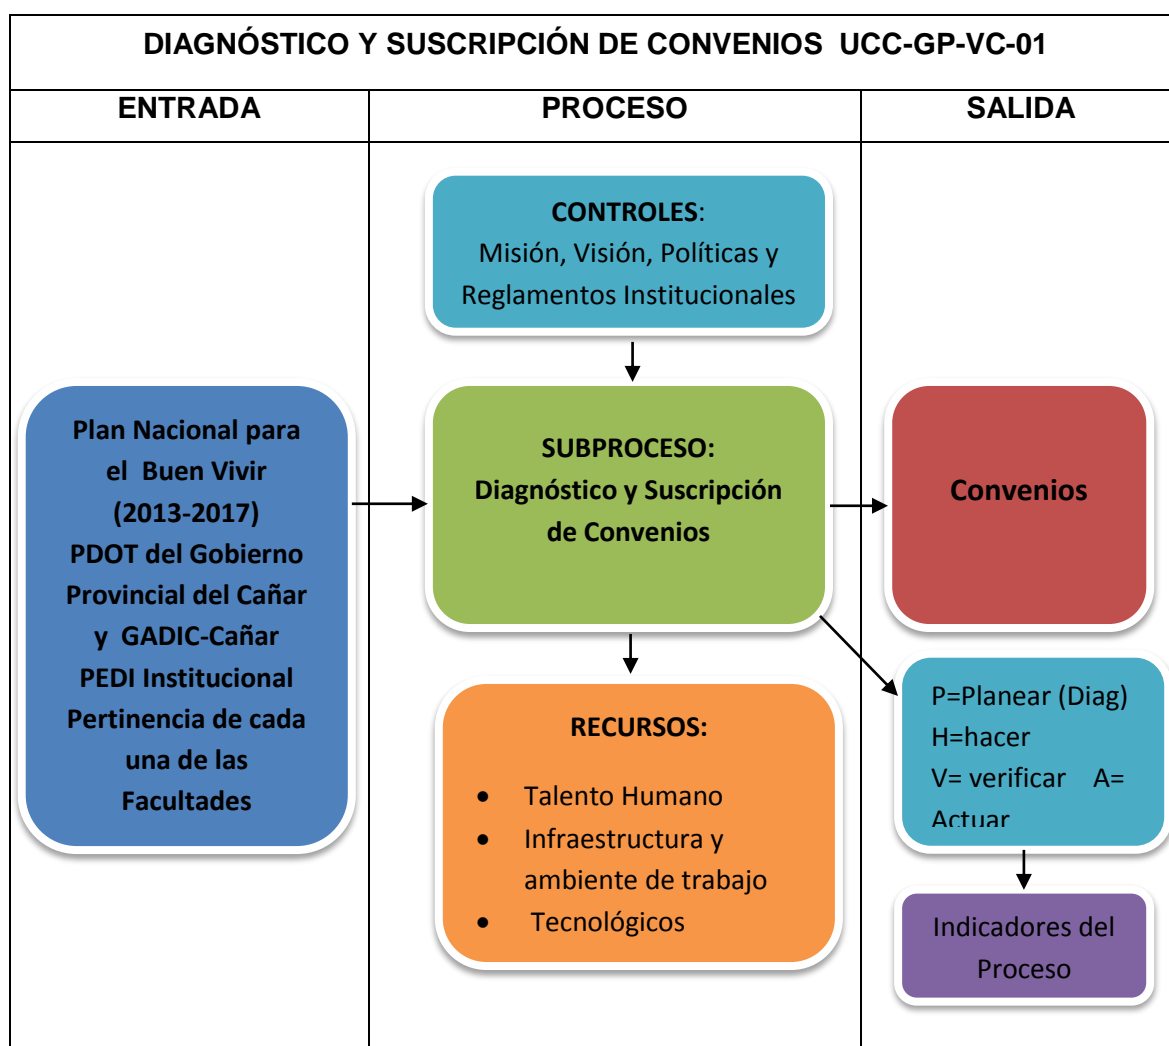 DIAGNÓSTICO Y SUSCRIPCIÓN DE CONVENIOS  UCC-GP-VC-01
ENTRADA
PROCESO
SALIDA
CONTROLES:
Misión, Visión, Políticas y
Reglamentos Institucionales
Plan Nacional para
el  Buen Vivir
(2013-2017)
PDOT del Gobierno
Provincial del Cañar
y  GADIC-Cañar
PEDI Institucional
Pertinencia de cada
una de las
Facultades
SUBPROCESO:
Diagnóstico y Suscripción
de Convenios
Convenios
RECURSOS:
• Talento Humano
• Infraestructura y
ambiente de trabajo
• Tecnológicos
P=Planear (Diag)
H=hacer
V= verificar    A=
Actuar
Indicadores del
Proceso